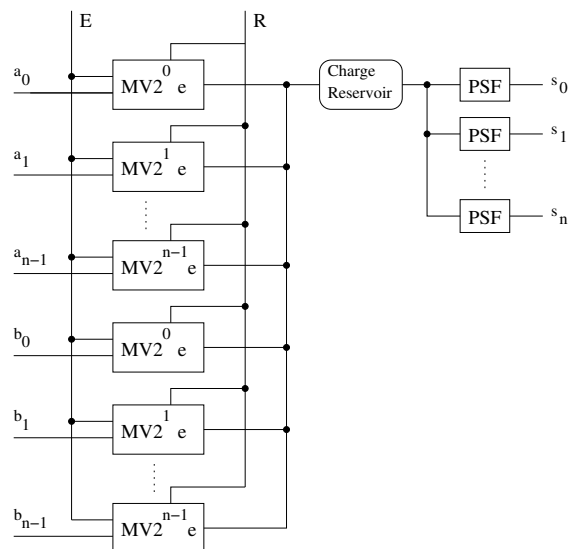 E R
a0
MV2^0 e
Charge
Reservoir
PSF
s0
a1
MV2^1 e
PSF
s1
an−1
MV2^n−1 e
PSF
sn
b0
MV2^0 e
b1
MV2^1 e
bn−1
MV2^n−1 e